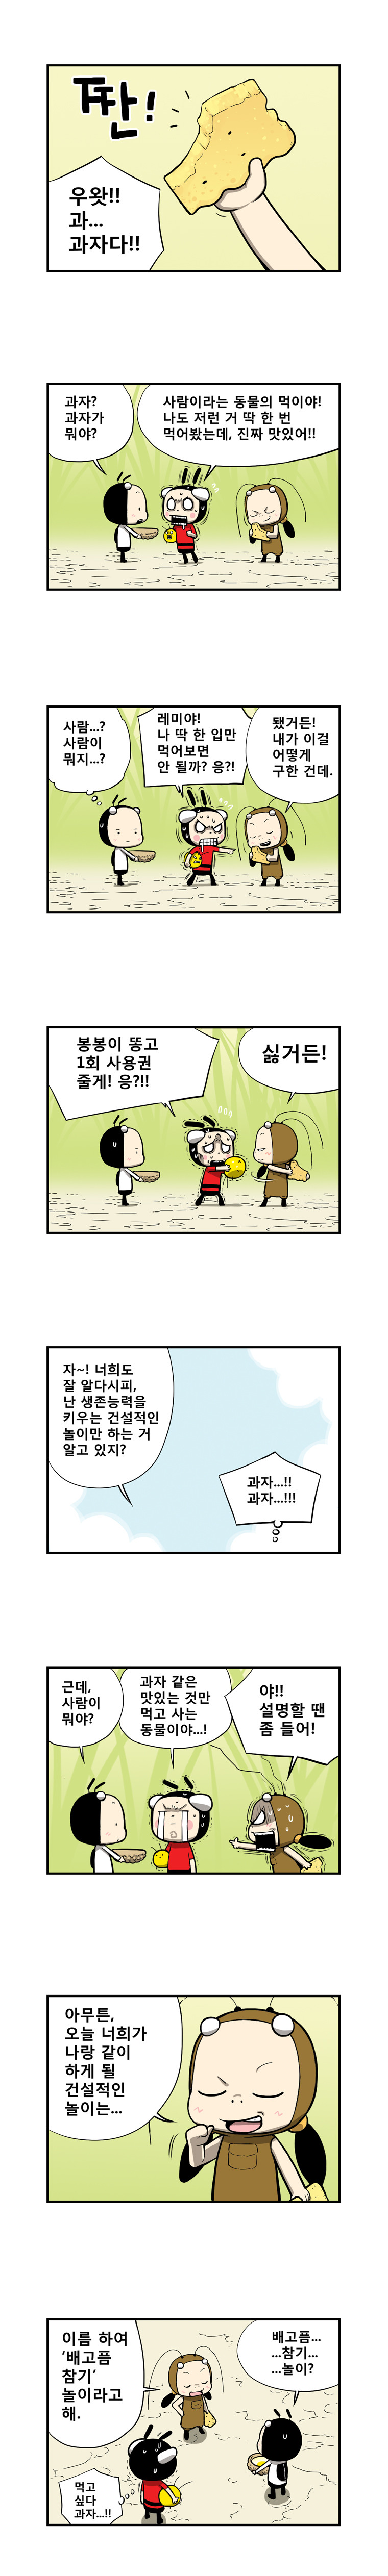 짠!
우왓!!
과...
과자다!!
과자?
과자가
뭐야?
사람이라는 동물의 먹이야!
나도 저런 거 딱 한 번
먹어봤는데, 진짜 맛있어!!
사람...?
사람이
뭐지...?
레미야!
나 딱 한 입만
먹어보면
안 될까? 응?!
됐거든!
내가 이걸
어떻게
구한 건데.
봉봉이 똥고
1회 사용권
줄게! 응?!!
싫거든!
자~! 너희도
잘 알다시피,
난 생존능력을
키우는 건설적인
놀이만 하는 거
알고 있지?
과자...!!
과자...!!!
근데,
사람이
뭐야?
과자 같은
맛있는 것만
먹고 사는
동물이야...!
야!!
설명할 땐
좀 들어!
아무튼,
오늘 너희가
나랑 같이
하게 될
건설적인
놀이는...
이름 하여
'배고픔
참기'
놀이라고
해.
배고픔...
...참기...
...놀이?
먹고
싶다
과자...!!